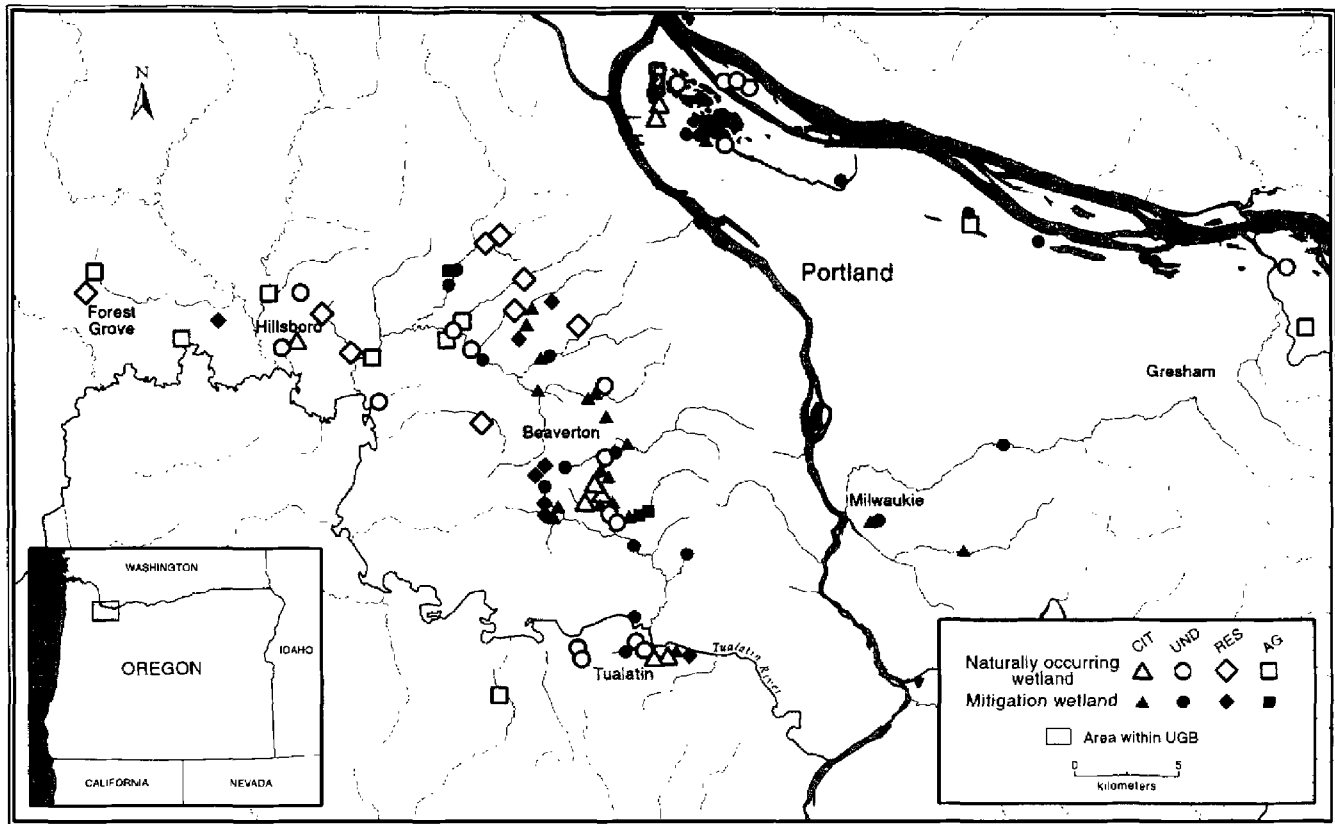 N
Portland
Forest
Grove
Hillsboro
Gresham
Beaverton
Milwaukie
Tualatin
Tualatin River
WASHINGTON
OREGON
IDAHO
CALIFORNIA
NEVADA
CIT UND RES AG
Naturally occurring
wetland
Mitigation wetland
Area within UGB
0 5
kilometers